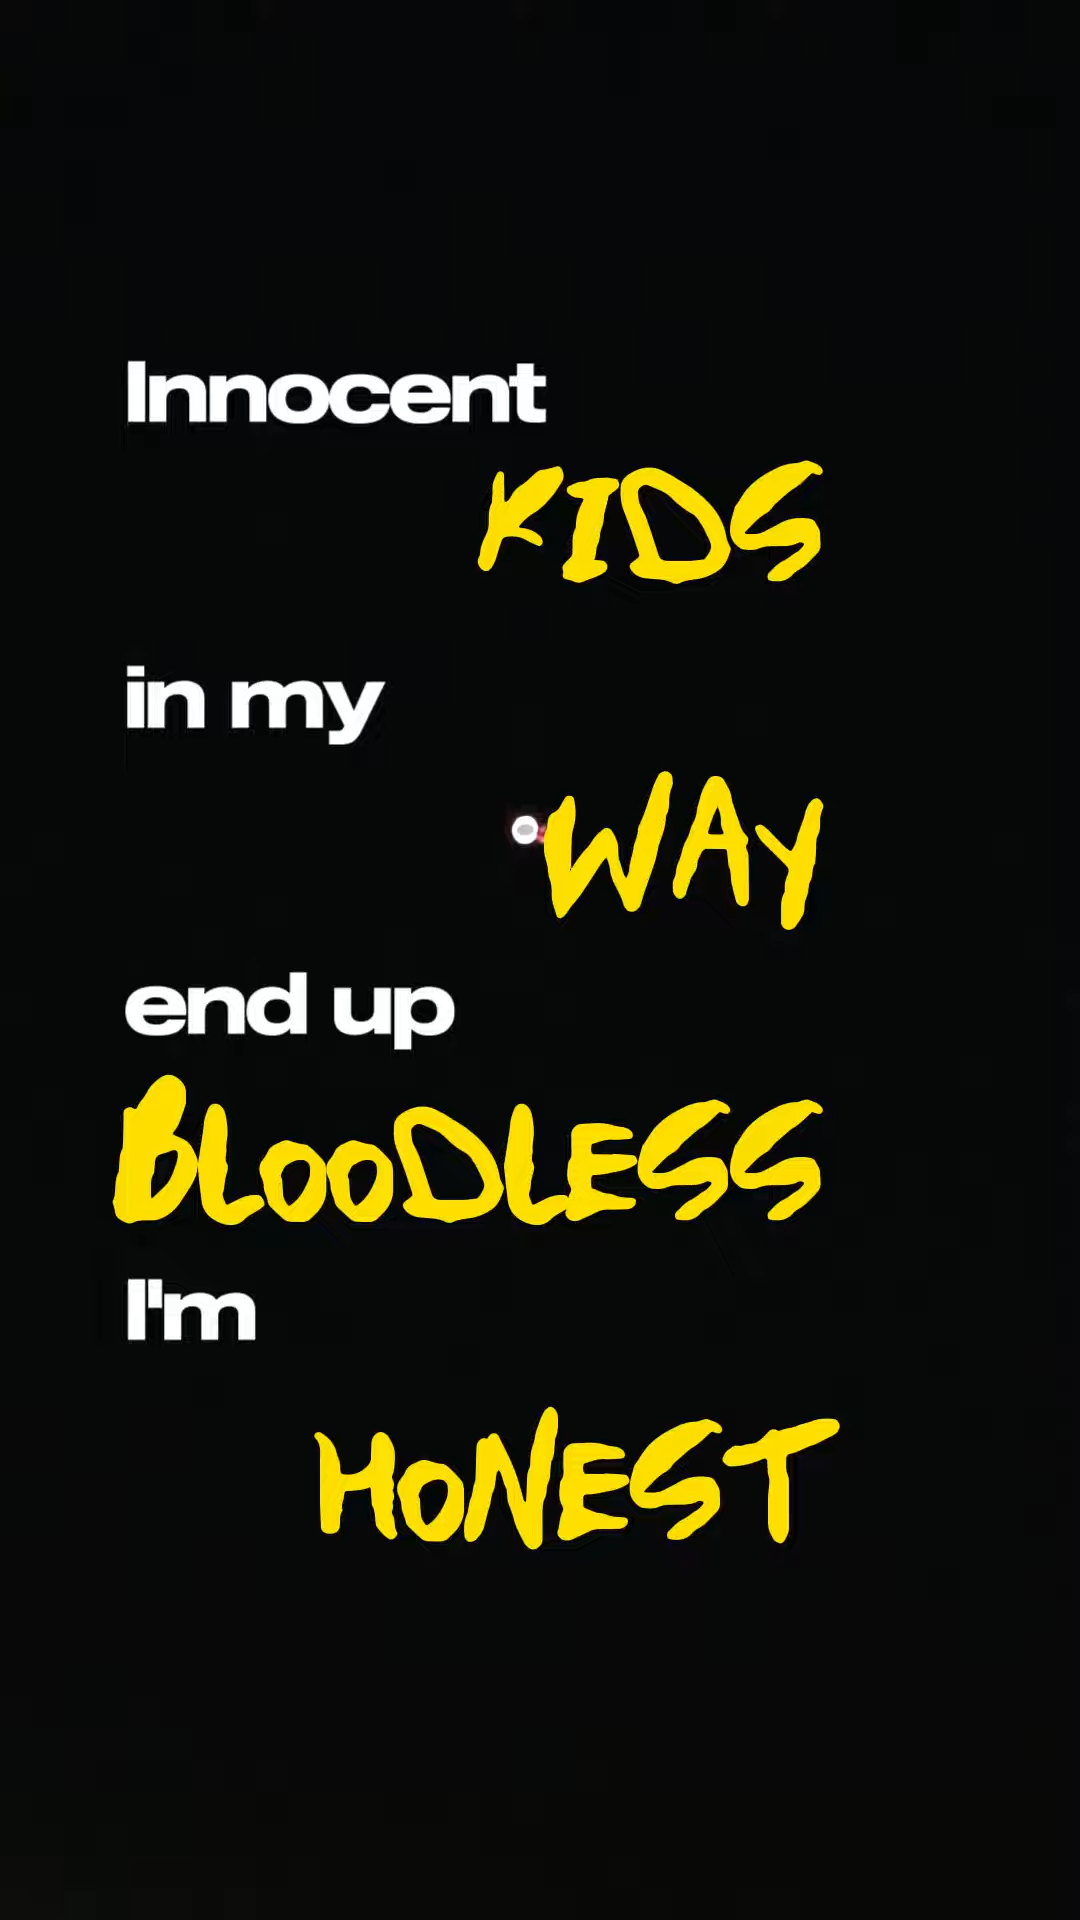 Innocent
KIDS
in my
WAY
end up
BLOODLESS
I'm
HONEST